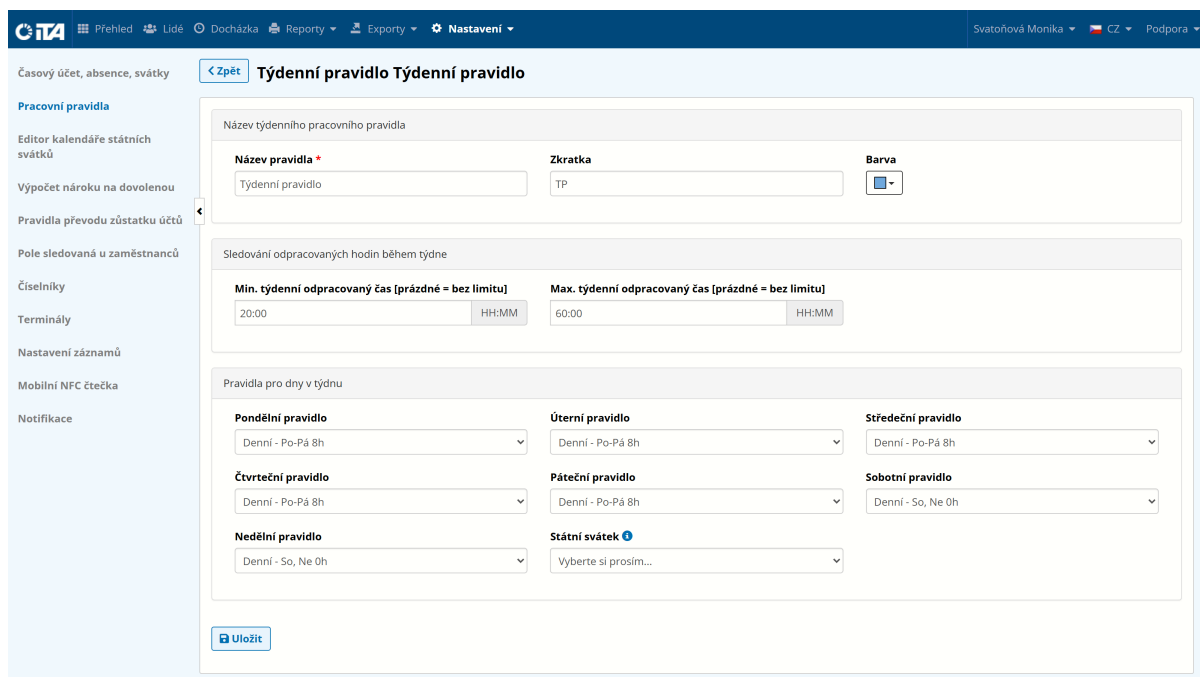 iTA Přehled Lidé Docházka Reporty Exporty Nastavení Svatoňová Monika CZ Podpora
Časový účet, absence, svátky
Pracovní pravidla
Editor kalendáře státních
svátků
Výpočet nároku na dovolenou
Pravidla převodu zůstatku účtů
Pole sledovaná u zaměstnanců
Číselníky
Terminály
Nastavení záznamů
Mobilní NFC čtečka
Notifikace
Zpět Týdenní pravidlo Týdenní pravidlo
Název týdenního pracovního pravidla
Název pravidla * Zkratka Barva
Týdenní pravidlo TP
Sledování odpracovaných hodin během týdne
Min. týdenní odpracovaný čas [prázdné = bez limitu] Max. týdenní odpracovaný čas [prázdné = bez limitu]
20:00 HH:MM 60:00 HH:MM
Pravidla pro dny v týdnu
Pondělní pravidlo Úterní pravidlo Středeční pravidlo
Denní - Po-Pá 8h Denní - Po-Pá 8h Denní - Po-Pá 8h
Čtvrteční pravidlo Páteční pravidlo Sobotní pravidlo
Denní - Po-Pá 8h Denní - Po-Pá 8h Denní - So, Ne 0h
Nedělní pravidlo Státní svátek
Denní - So, Ne 0h Vyberte si prosím...
Uložit